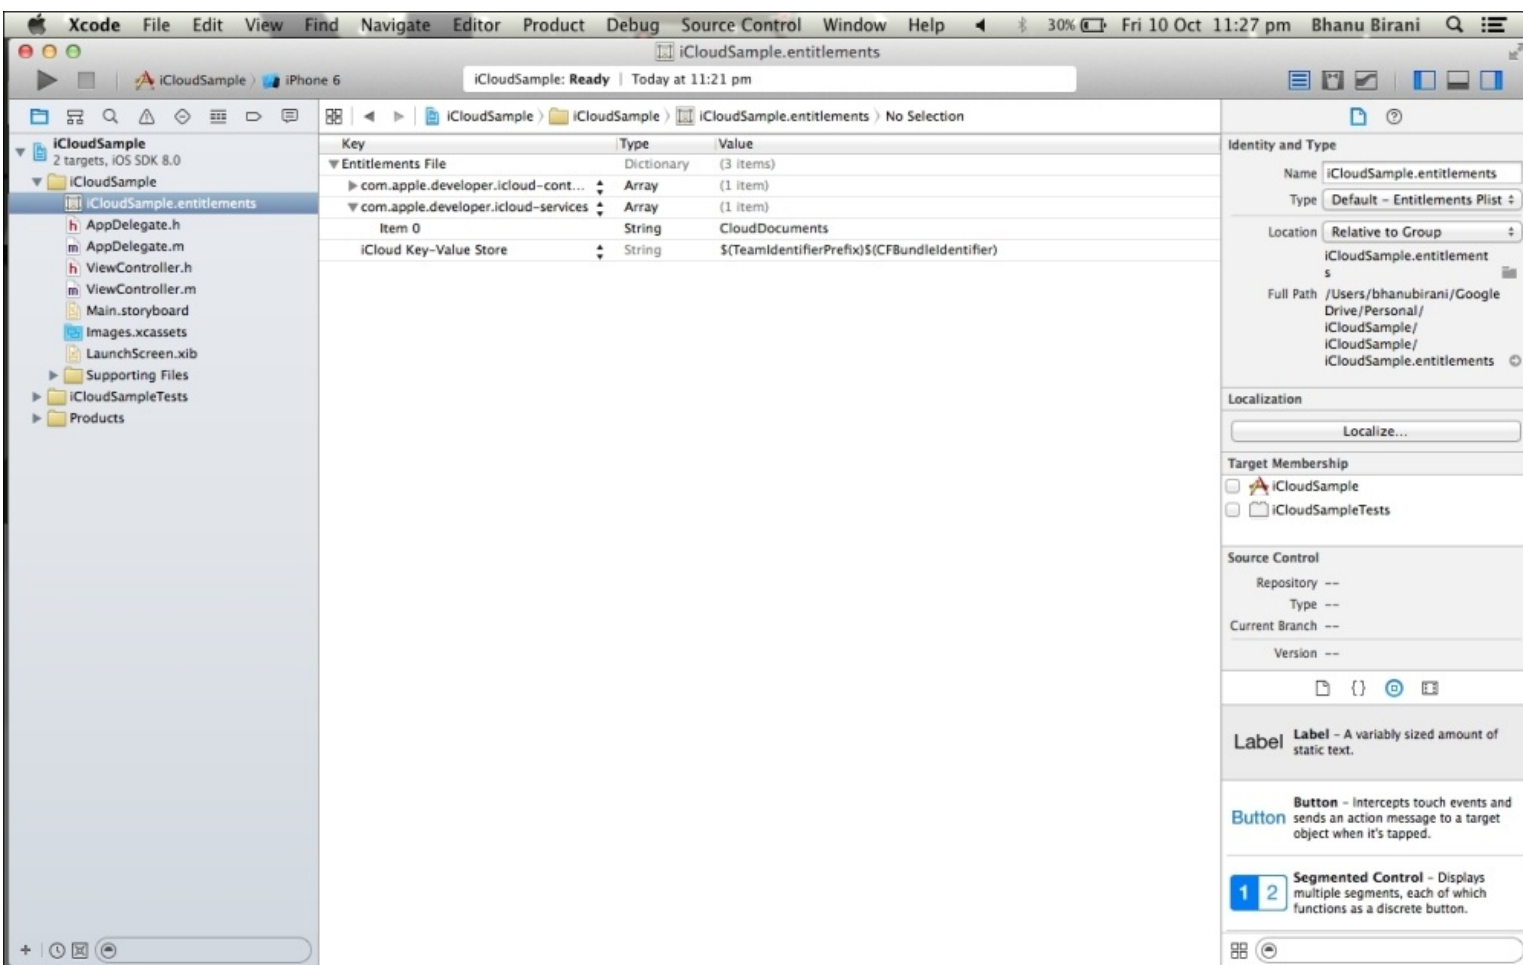 Xcode File Edit View Find Navigate Editor Product Debug Source Control Window Help 30% Fri 10 Oct 11:27 pm Bhanu Birani
iCloudSample.entitlements
iCloudSample iPhone 6
iCloudSample: Ready | Today at 11:21 pm
iCloudSample
2 targets, iOS SDK 8.0
iCloudSample
iCloudSample.entitlements
AppDelegate.h
AppDelegate.m
ViewController.h
ViewController.m
Main.storyboard
Images.xcassets
LaunchScreen.xib
Supporting Files
iCloudSampleTests
Products
iCloudSample iCloudSample iCloudSample.entitlements No Selection
Key Type Value
Entitlements File Dictionary (3 items)
com.apple.developer.icloud-cont... Array (1 item)
com.apple.developer.icloud-services Array (1 item)
Item 0 String CloudDocuments
iCloud Key-Value Store String $(TeamIdentifierPrefix)$(CFBundleIdentifier)
Identity and Type
Name iCloudSample.entitlements
Type Default - Entitlements Plist
Location Relative to Group
iCloudSample.entitlement
s
Full Path /Users/bhanubirani/Google
Drive/Personal/
iCloudSample/
iCloudSample/
iCloudSample.entitlements
Localization
Localize...
Target Membership
iCloudSample
iCloudSampleTests
Source Control
Repository --
Type --
Current Branch --
Version --
Label Label - A variably sized amount of
static text.
Button Button - Intercepts touch events and
sends an action message to a target
object when it's tapped.
1 2 Segmented Control - Displays
multiple segments, each of which
functions as a discrete button.